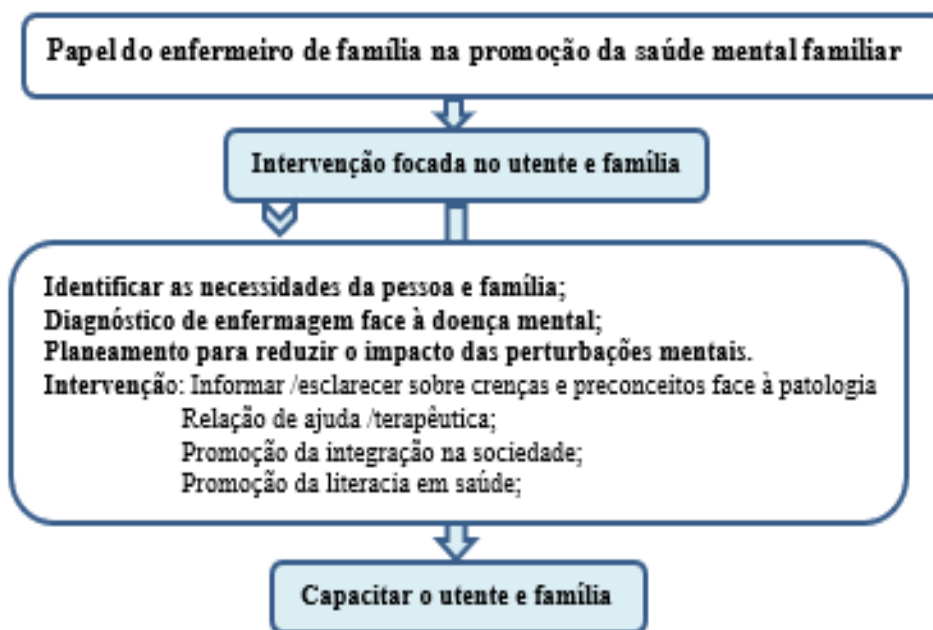 Papel do enfermeiro de família na promoção da saúde mental familiar
Intervenção focada no utente e família
Identificar as necessidades da pessoa e família;
Diagnóstico de enfermagem face à doença mental;
Planeamento para reduzir o impacto das perturbações mentais.
Intervenção: Informar /esclarecer sobre crenças e preconceitos face à patologia
Relação de ajuda /terapêutica;
Promoção da integração na sociedade;
Promoção da literacia em saúde;
Capacitar o utente e família